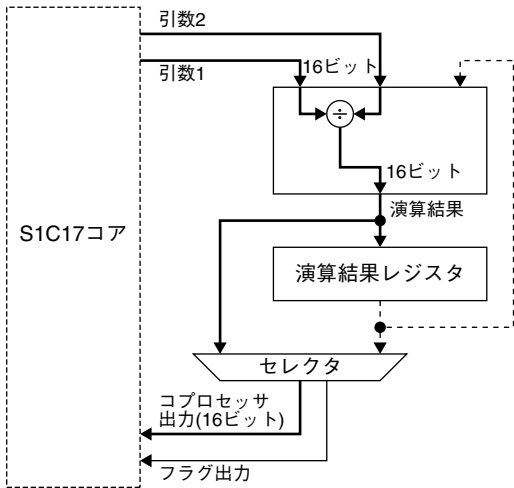 引数2
引数1
16ビット
÷
16ビット
演算結果
S1C17コア
演算結果レジスタ
セレクタ
コプロセッサ
出力(16ビット)
フラグ出力